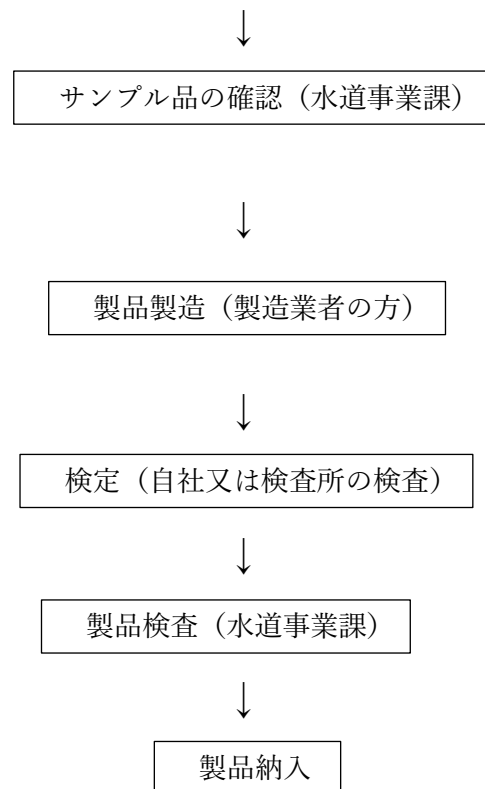 ↓
サンプル品の確認（水道事業課）
↓
製品製造（製造業者の方）
↓
検定（自社又は検査所の検査）
↓
製品検査（水道事業課）
↓
製品納入